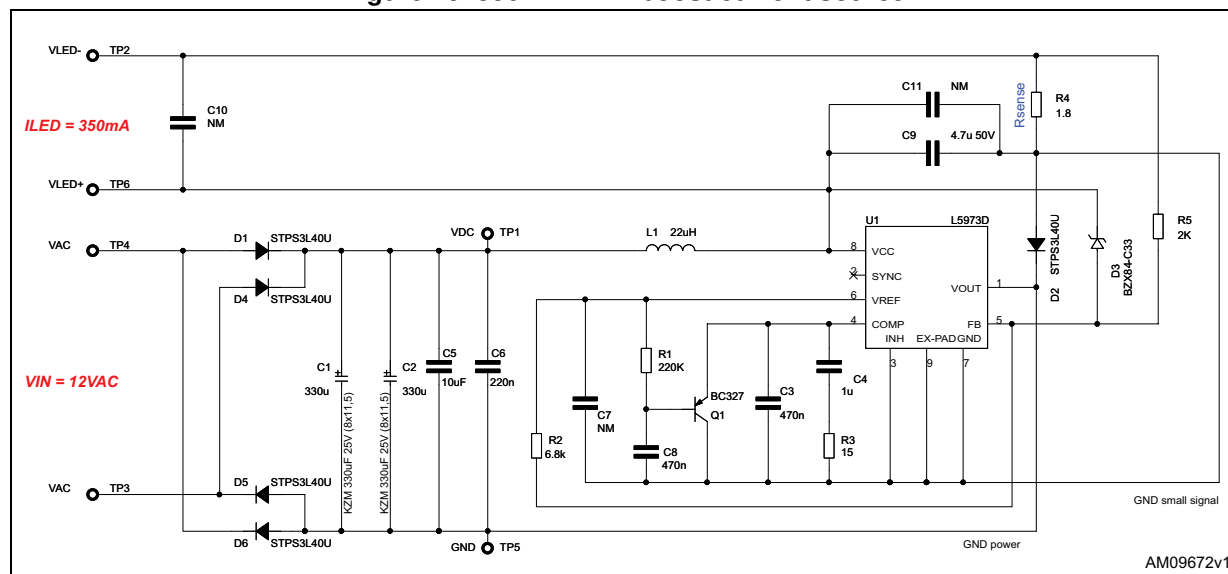 VLED-
TP2
C11
NM
C10
NM
Rsense
R4
1.8
ILED = 350mA
C9
4.7u 50V
VLED+
TP6
U1
L5973D
R5
2K
VAC
TP4
D1
STPS3L40U
VDC
TP1
L1
22uH
8
VCC
2
SYNC
D4
STPS3L40U
VOUT
1
D2
STPS3L40U
D3
BZX84-C33
6
VREF
4
COMP
FB
5
INH
EX-PAD
GND
3
9
7
VIN = 12VAC
C1
330u
KZM 330uF 25V (8x11,5)
C2
330u
KZM 330uF 25V (8x11,5)
C5
10uF
C6
220n
R1
220K
C7
NM
BC327
Q1
C3
470n
C4
1u
R2
6.8k
C8
470n
R3
15
VAC
TP3
D5
STPS3L40U
D6
STPS3L40U
GND
TP5
GND small signal
GND power
AM09672v1